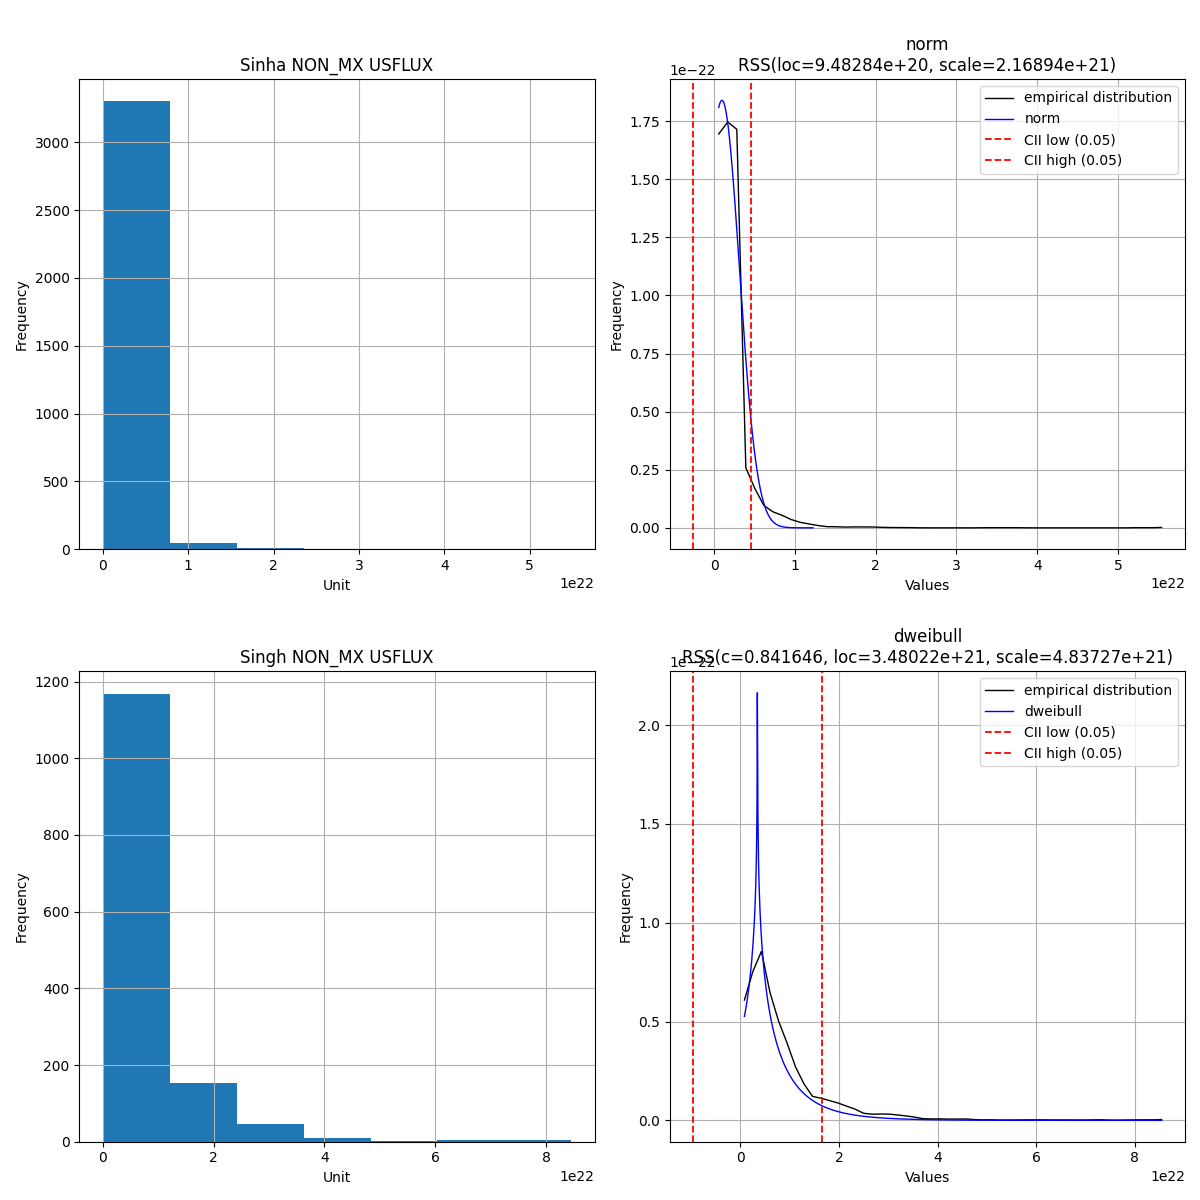 Sinha NON_MX USFLUX
3000
2500
2000
1500
1000
500
0
Frequency
0
1
2
3
4
5
1e22
Unit
norm
RSS(loc=9.48284e+20, scale=2.16894e+21)
1e−22
empirical distribution
norm
CII low (0.05)
CII high (0.05)
1.75
1.50
1.25
1.00
0.75
0.50
0.25
0.00
Frequency
0
1
2
3
4
5
1e22
Values
Singh NON_MX USFLUX
1200
1000
800
600
400
200
0
Frequency
0
2
4
6
8
1e22
Unit
dweibull
RSS(c=0.841646, loc=3.48022e+21, scale=4.83727e+21)
1e−22
empirical distribution
dweibull
CII low (0.05)
CII high (0.05)
2.0
1.5
1.0
0.5
0.0
Frequency
0
2
4
6
8
1e22
Values